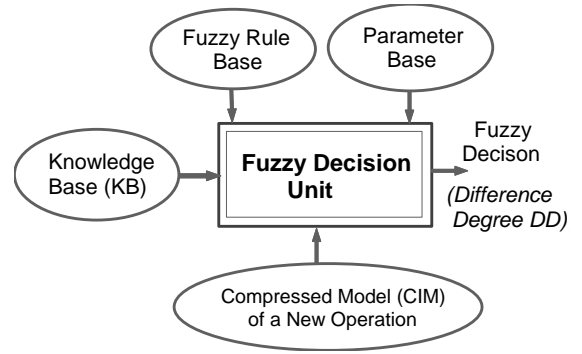 Fuzzy Rule
Base
Parameter
Base
Knowledge
Base (KB)
Fuzzy Decision
Unit
Fuzzy
Decison
(Difference
Degree DD)
Compressed Model (CIM)
of a New Operation